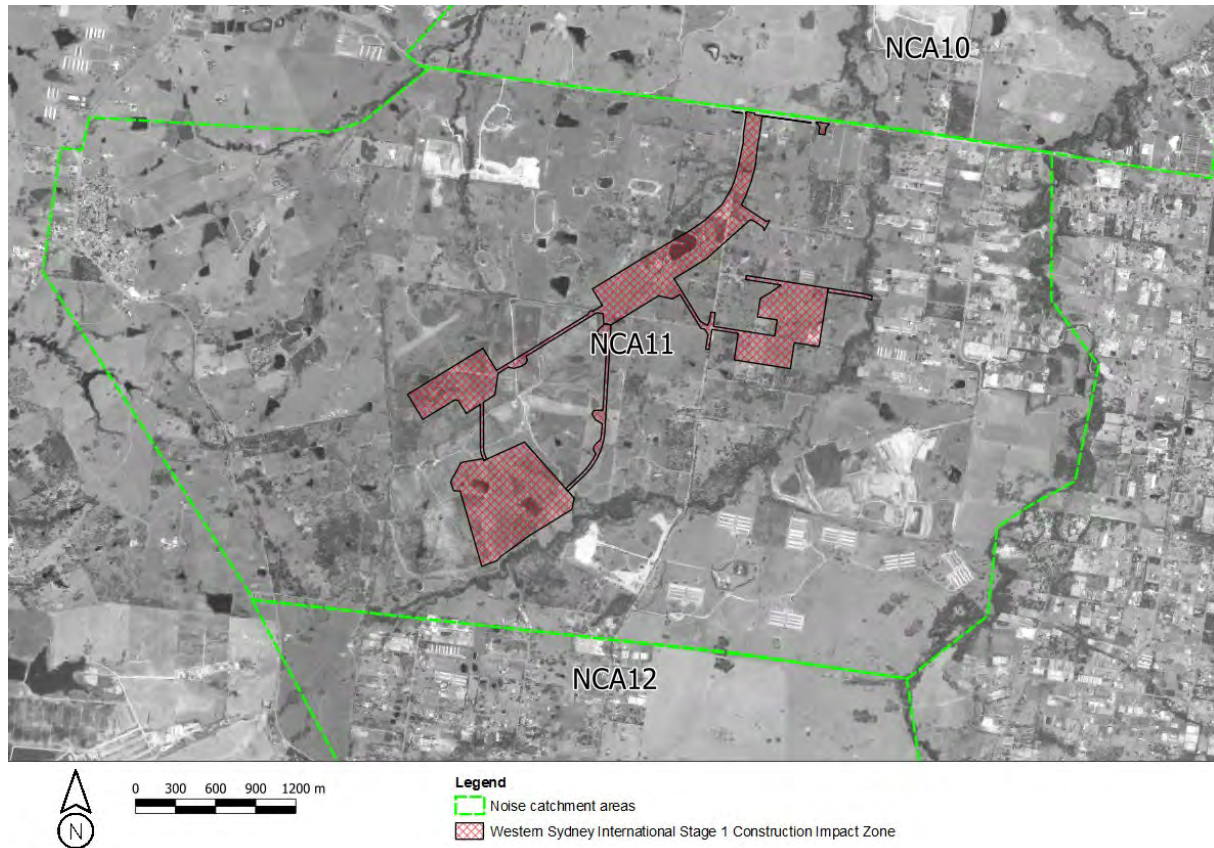 NCA10
NCA11
NCA12
N
0 300 600 900 1200 m
Legend
Noise catchment areas
Western Sydney International Stage 1 Construction Impact Zone